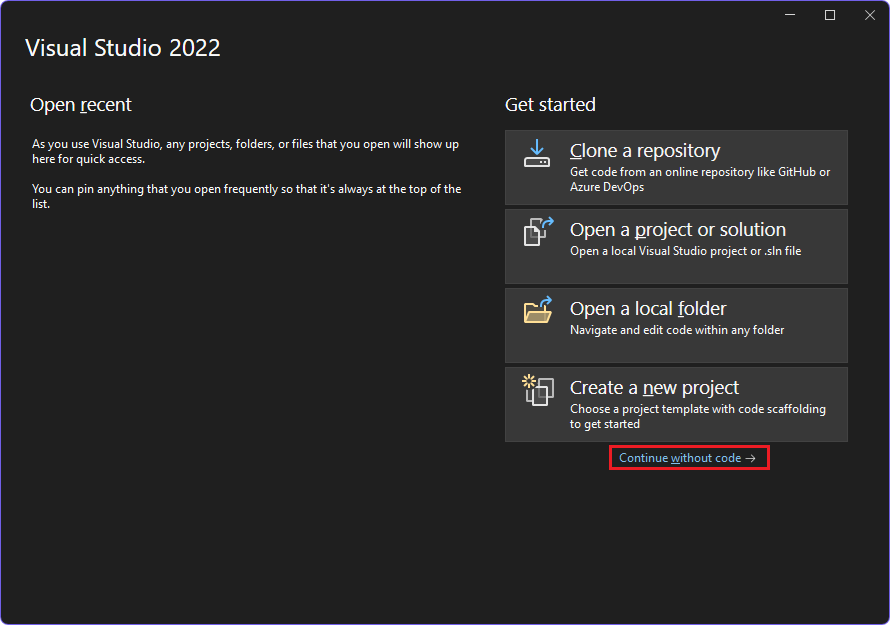 Visual Studio 2022
Open recent
As you use Visual Studio, any projects, folders, or files that you open will show up
here for quick access.
You can pin anything that you open frequently so that it's always at the top of the
list.
Get started
Clone a repository
Get code from an online repository like GitHub or
Azure DevOps
Open a project or solution
Open a local Visual Studio project or .sln file
Open a local folder
Navigate and edit code within any folder
Create a new project
Choose a project template with code scaffolding
to get started
Continue without code →